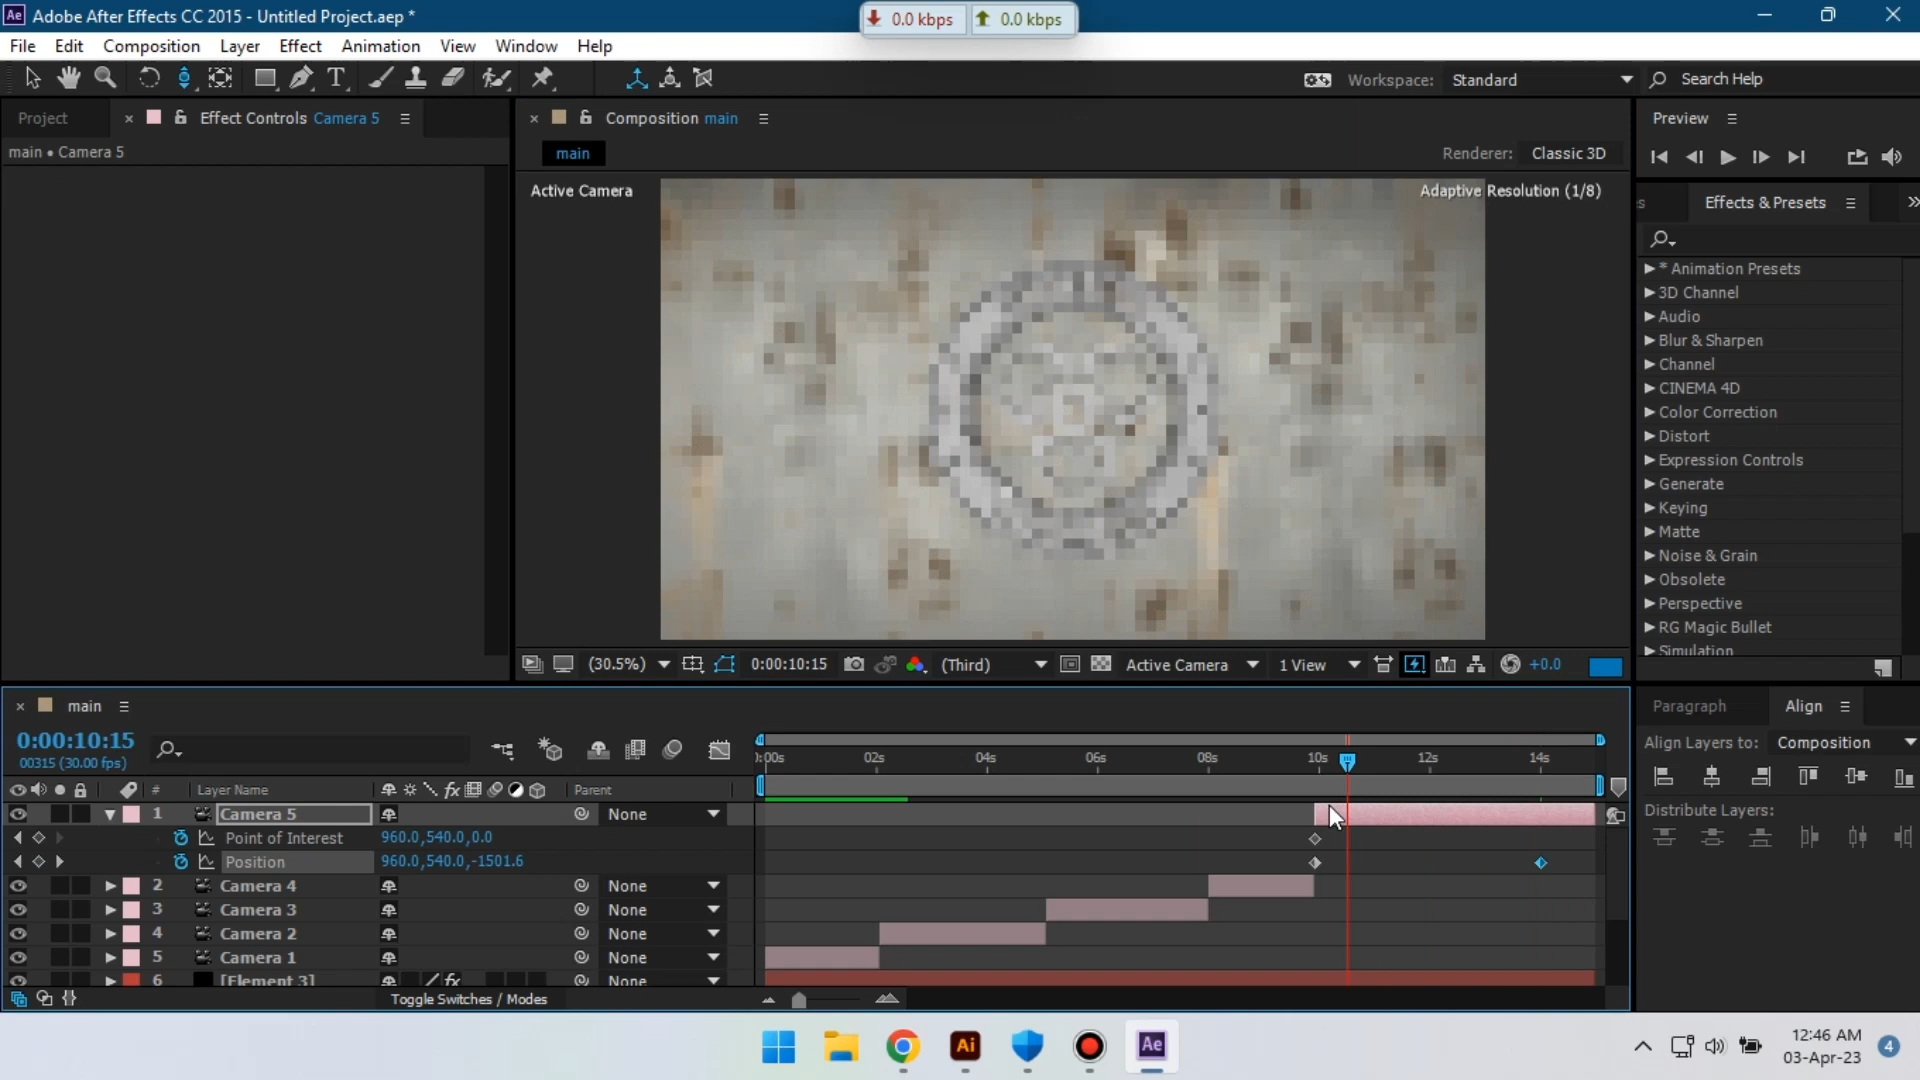 Ae Adobe After Effects CC 2015 - Untitled Project.aep *
0.0 kbps 0.0 kbps
File Edit Composition Layer Effect Animation View Window Help
Workspace: Standard Search Help
Project
Effect Controls Camera 5
Composition main
Preview
main • Camera 5
main
Renderer: Classic 3D
Active Camera
Adaptive Resolution (1/8)
Effects & Presets
* Animation Presets
3D Channel
Audio
Blur & Sharpen
Channel
CINEMA 4D
Color Correction
Distort
Expression Controls
Generate
Keying
Matte
Noise & Grain
Obsolete
Perspective
RG Magic Bullet
Simulation
(30.5%) 0:00:10:15 (Third) Active Camera 1 View +0.0
main
Paragraph Align
0:00:10:15
00315 (30.00 fps)
:00s 02s 04s 06s 08s 10s 12s 14s
Align Layers to: Composition
# Layer Name fx Parent
1 Camera 5 None
Point of Interest 960.0,540.0,0.0
Position 960.0,540.0,-1501.6
2 Camera 4 None
3 Camera 3 None
4 Camera 2 None
5 Camera 1 None
6 [Element 3] fx None
Distribute Layers:
Toggle Switches / Modes
Ai Ae
12:46 AM
03-Apr-23
4